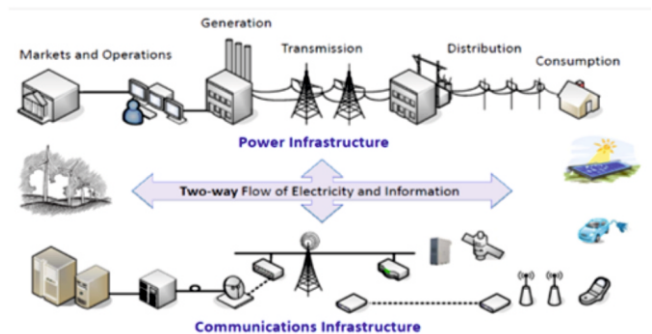 Generation
Markets and Operations
Transmission
Distribution
Consumption
Power Infrastructure
Two-way Flow of Electricity and Information
Communications Infrastructure